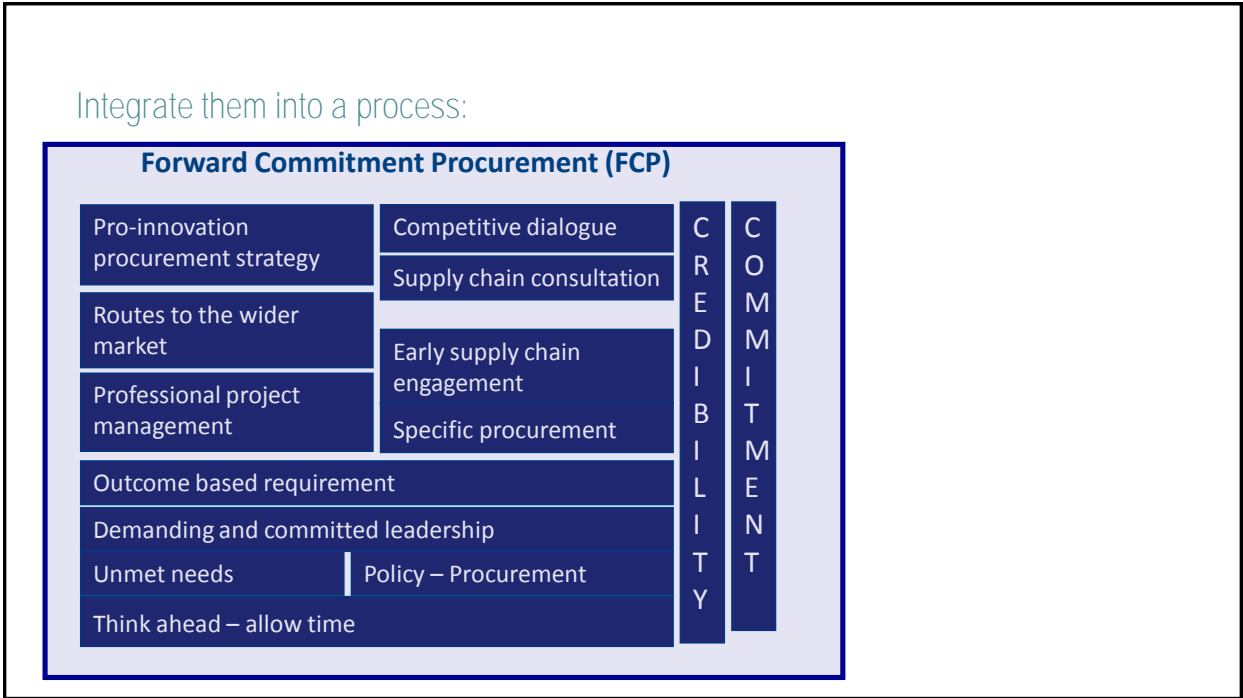 Integrate them into a process:
Forward Commitment Procurement (FCP)
Pro-innovation
procurement strategy
Routes to the wider
market
Professional project
management
Competitive dialogue
Supply chain consultation
Early supply chain
engagement
Specific procurement
Outcome based requirement
Demanding and committed leadership
Unmet needs
Policy – Procurement
Think ahead – allow time
CREDIBILITY
COMMITMENT